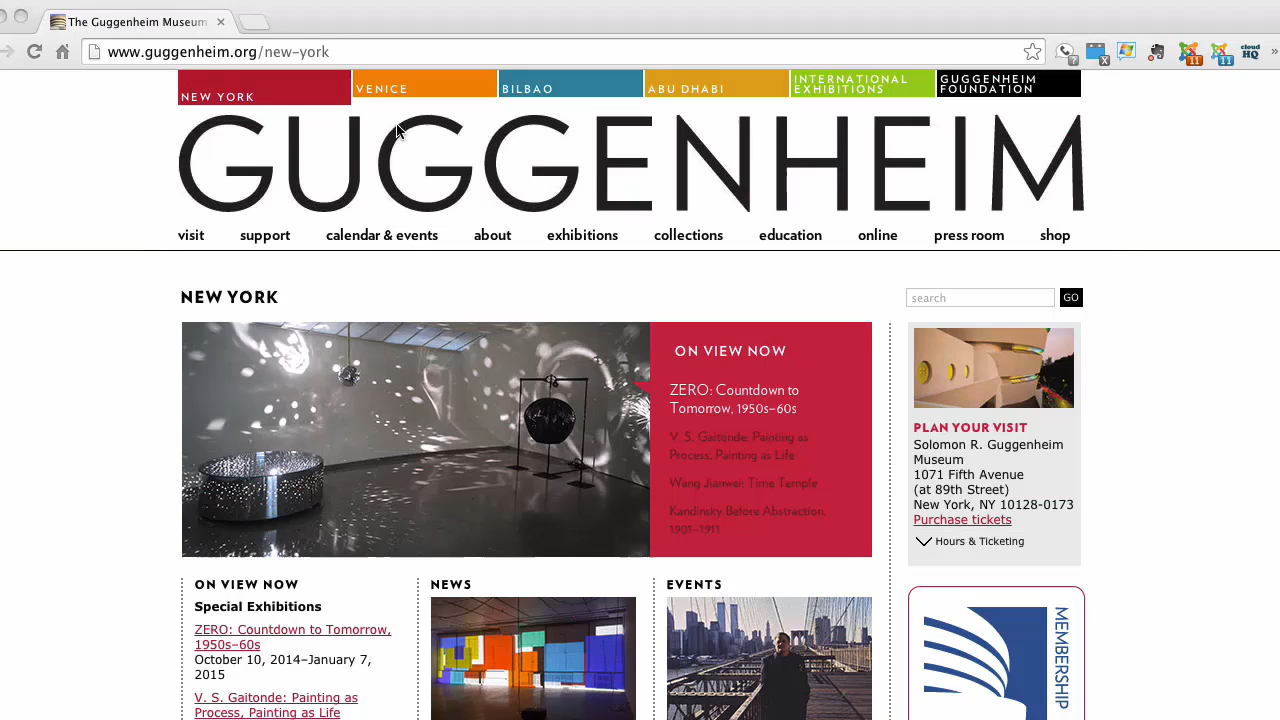 The Guggenheim Museum
www.guggenheim.org/new-york
NEW YORK
VENICE
BILBAO
ABU DHABI
INTERNATIONAL
EXHIBITIONS
GUGGENHEIM
FOUNDATION
GUGGENHEIM
visit support calendar & events about exhibitions collections education online press room shop
NEW YORK
search
GO
ON VIEW NOW
ZERO: Countdown to
Tomorrow, 1950s–60s
V. S. Gaitonde: Painting as
Process, Painting as Life
Wang Jianwei: Time Temple
Kandinsky Before Abstraction,
1901–1911
PLAN YOUR VISIT
Solomon R. Guggenheim
Museum
1071 Fifth Avenue
(at 89th Street)
New York, NY 10128-0173
Purchase tickets
Hours & Ticketing
ON VIEW NOW
Special Exhibitions
ZERO: Countdown to Tomorrow,
1950s–60s
October 10, 2014–January 7,
2015
V. S. Gaitonde: Painting as
Process, Painting as Life
NEWS
EVENTS
MEMBERSHIP
11
11
cloud
HQ
?
X